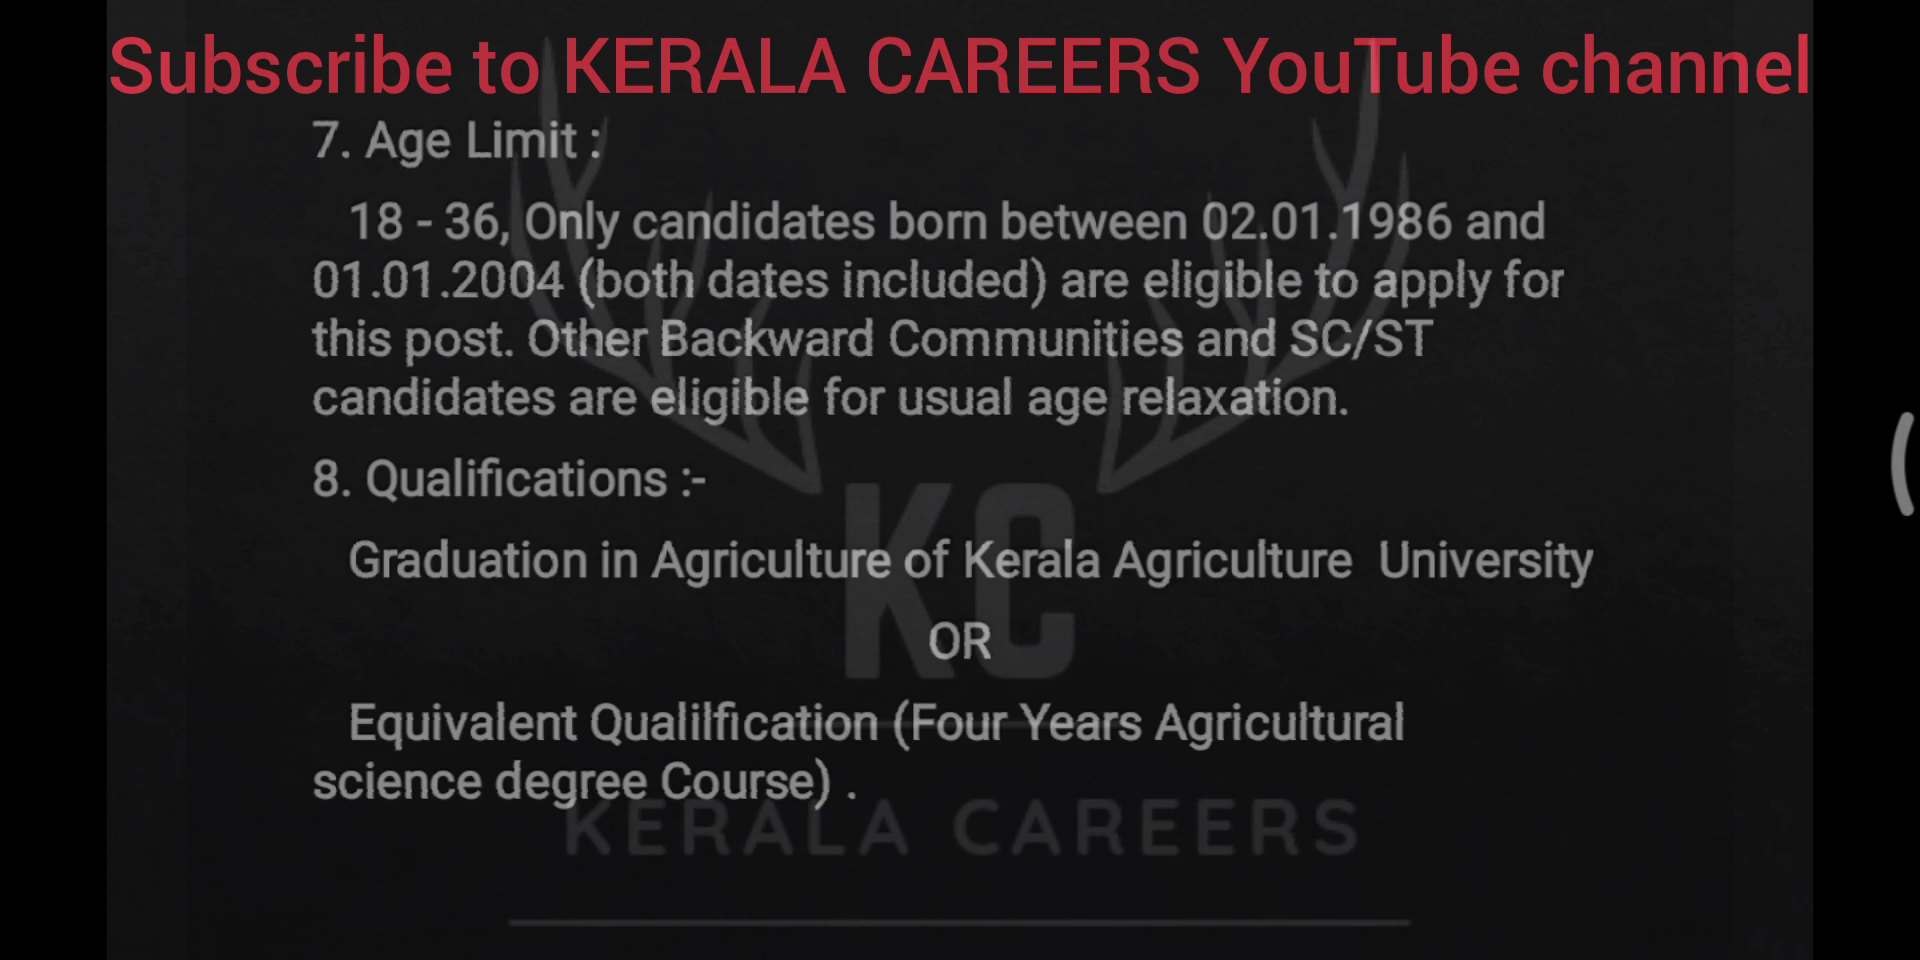 Subscribe to KERALA CAREERS YouTube channel
7. Age Limit :
18 - 36, Only candidates born between 02.01.1986 and
01.01.2004 (both dates included) are eligible to apply for
this post. Other Backward Communities and SC/ST
candidates are eligible for usual age relaxation.
8. Qualifications :-
Graduation in Agriculture of Kerala Agriculture  University
KC
OR
Equivalent Qualilfication (Four Years Agricultural
science degree Course) .
KERALA CAREERS